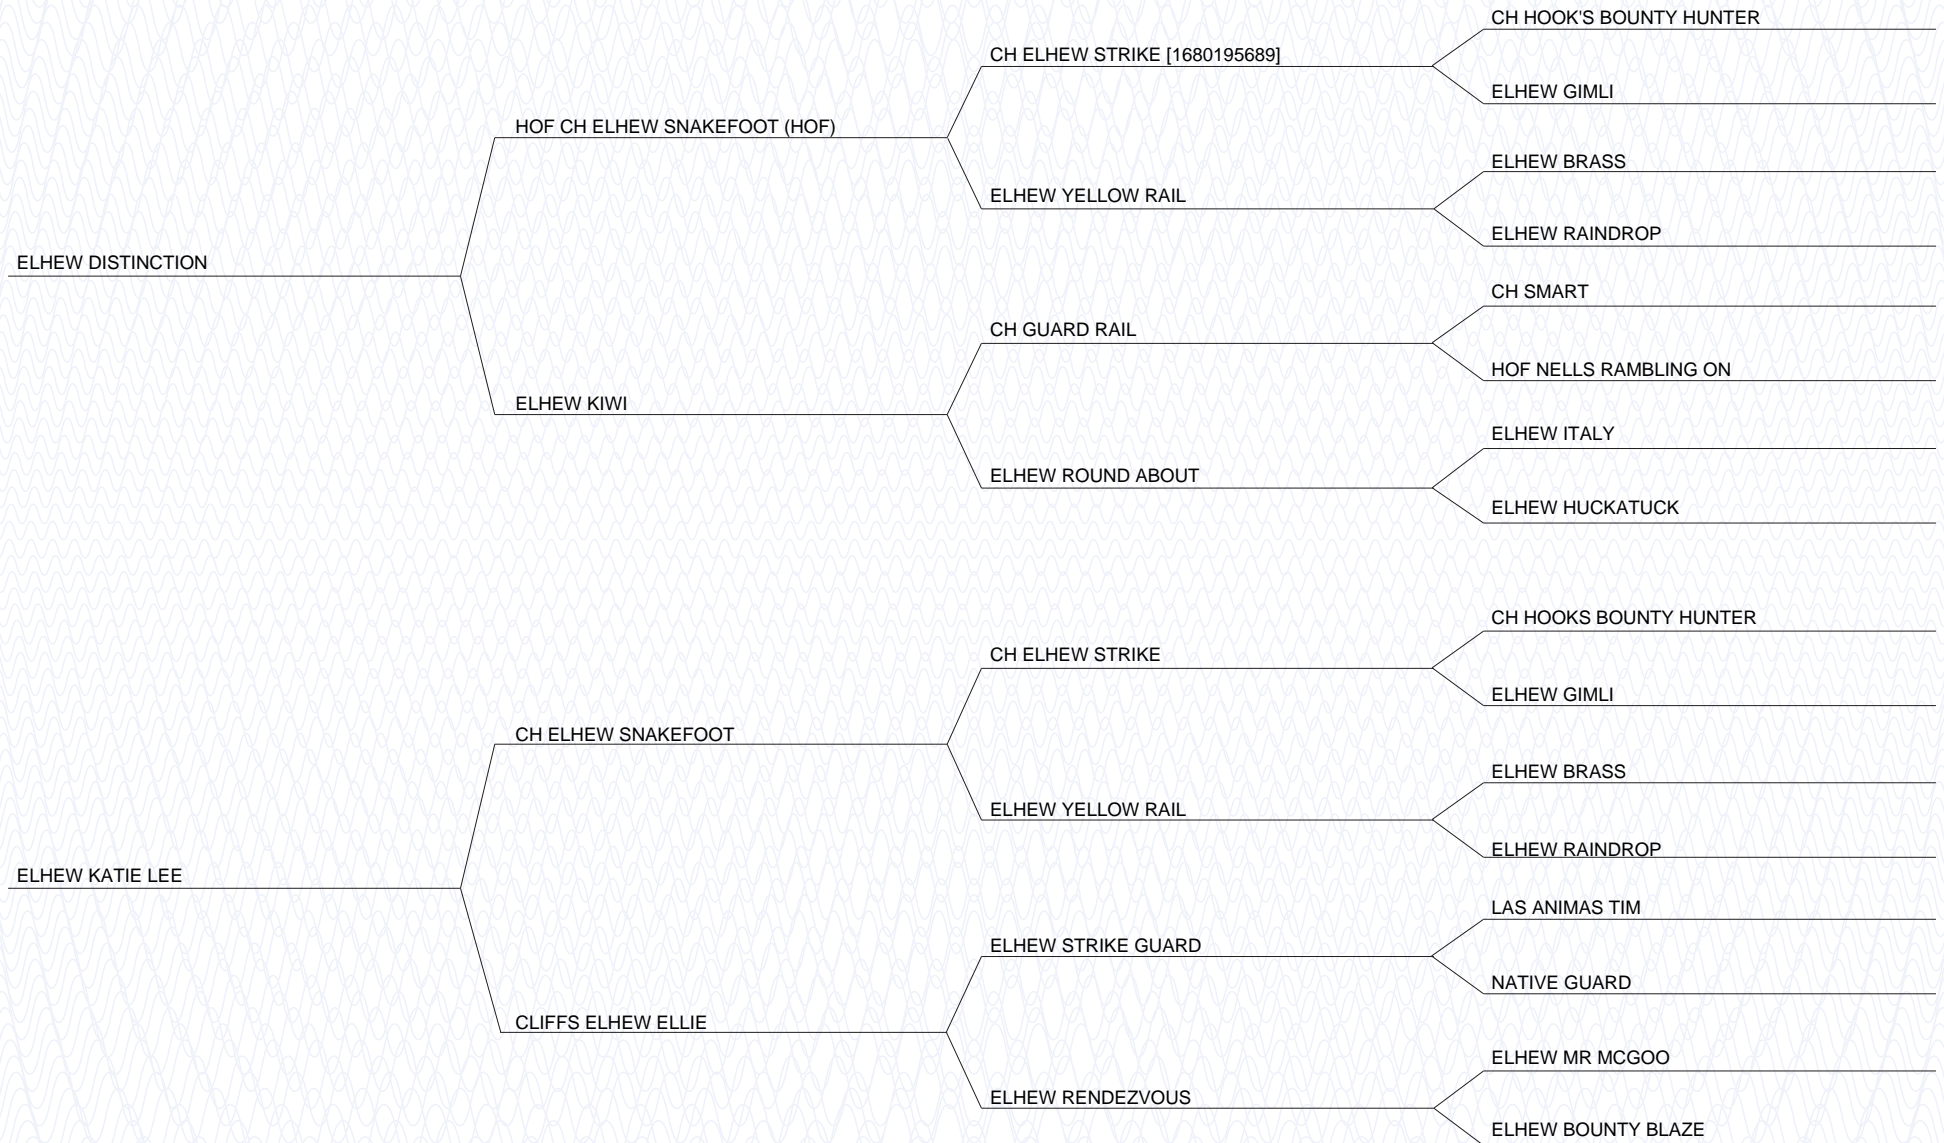 CH HOOK'S BOUNTY HUNTER
CH ELHEW STRIKE [1680195689]
ELHEW GIMLI
HOF CH ELHEW SNAKEFOOT (HOF)
ELHEW BRASS
ELHEW YELLOW RAIL
ELHEW RAINDROP
ELHEW DISTINCTION
CH SMART
CH GUARD RAIL
HOF NELLS RAMBLING ON
ELHEW KIWI
ELHEW ITALY
ELHEW ROUND ABOUT
ELHEW HUCKATUCK
CH HOOKS BOUNTY HUNTER
CH ELHEW STRIKE
ELHEW GIMLI
CH ELHEW SNAKEFOOT
ELHEW BRASS
ELHEW YELLOW RAIL
ELHEW RAINDROP
ELHEW KATIE LEE
LAS ANIMAS TIM
ELHEW STRIKE GUARD
NATIVE GUARD
CLIFFS ELHEW ELLIE
ELHEW MR MCGOO
ELHEW RENDEZVOUS
ELHEW BOUNTY BLAZE